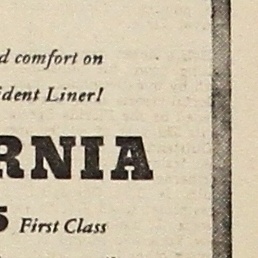 d comfort on
ident Liner!
RNIA
5 First Class